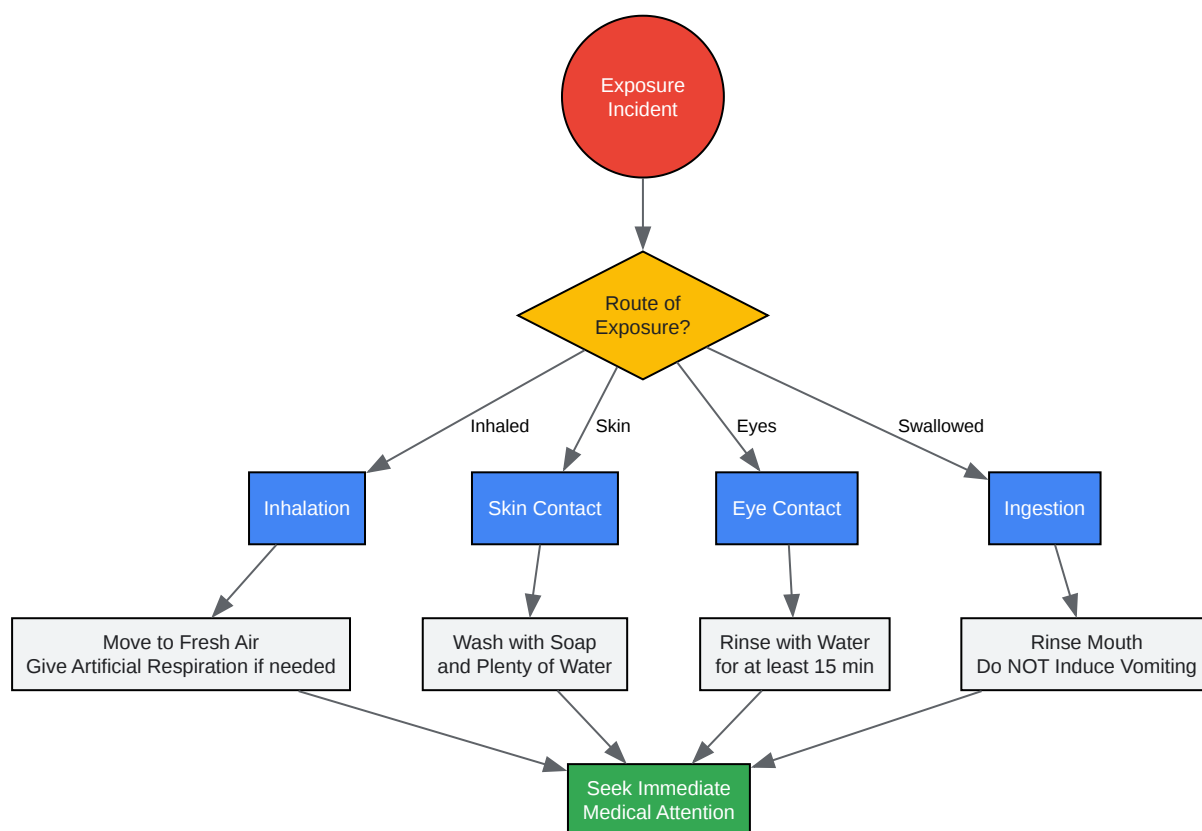 Exposure
Incident
Route of
Exposure?
Inhaled
Skin
Eyes
Swallowed
Inhalation
Skin Contact
Eye Contact
Ingestion
Move to Fresh Air
Give Artificial Respiration if needed
Wash with Soap
and Plenty of Water
Rinse with Water
for at least 15 min
Rinse Mouth
Do NOT Induce Vomiting
Seek Immediate
Medical Attention